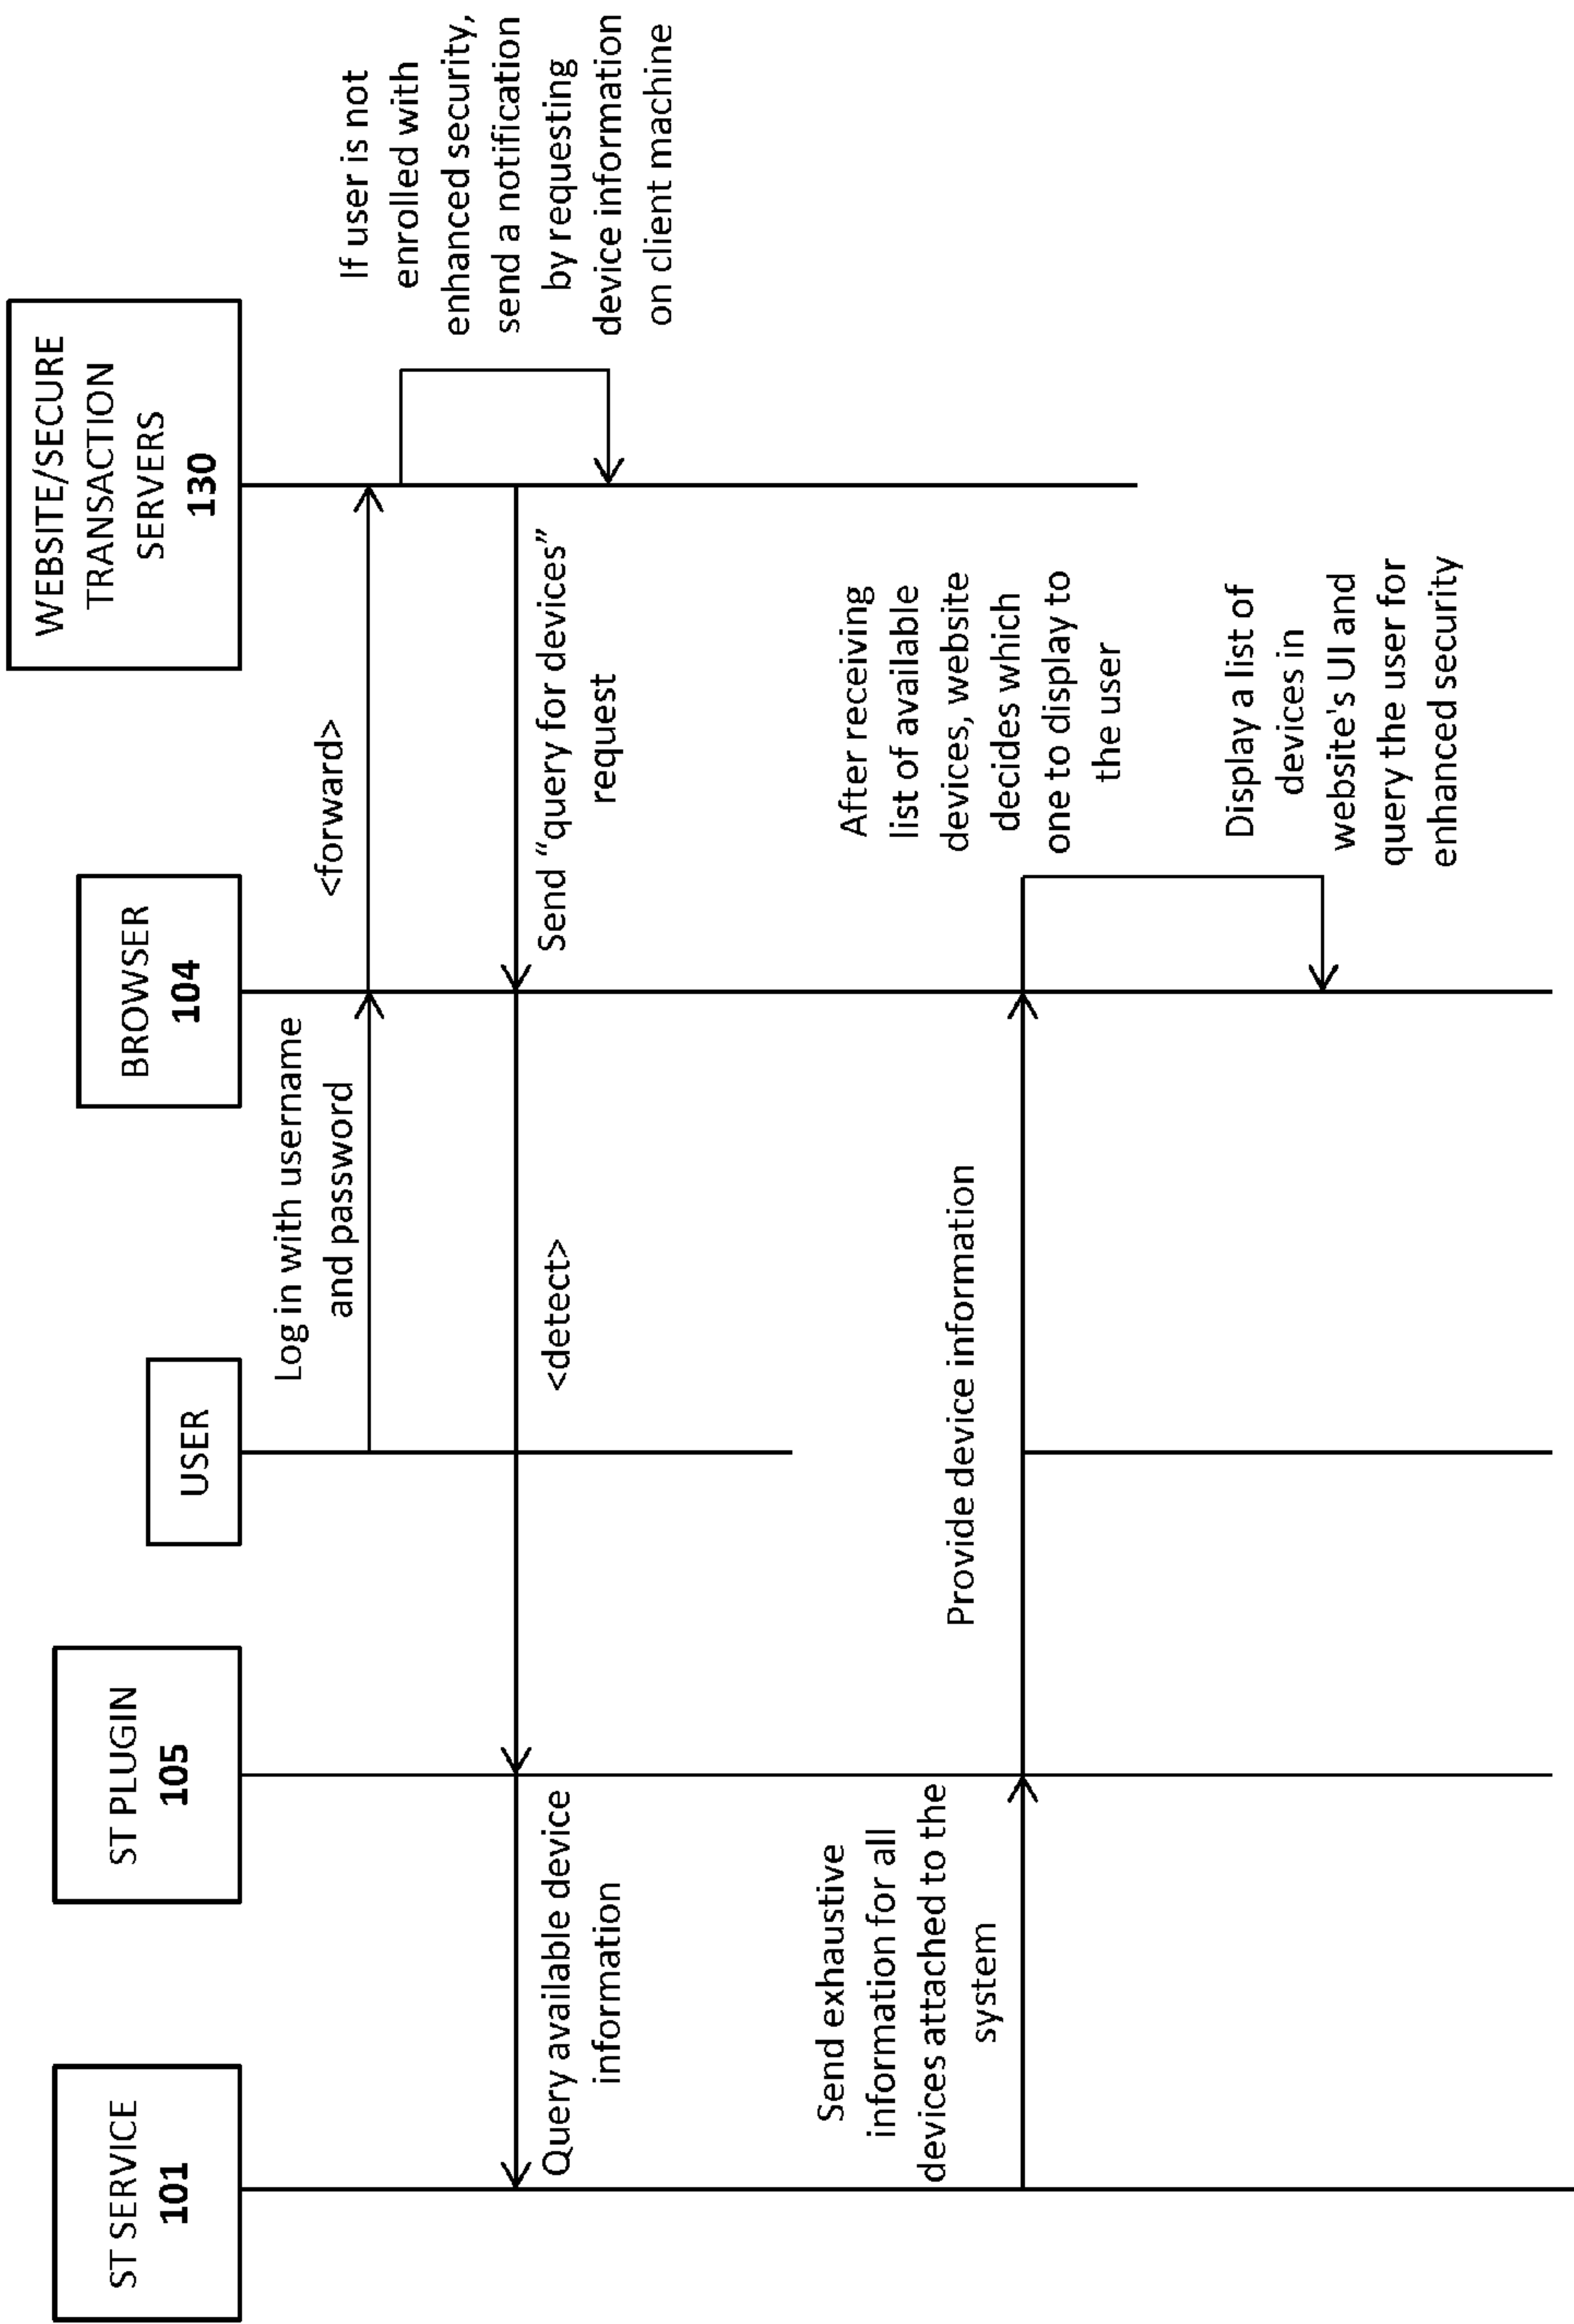 ST SERVICE
101
ST PLUGIN
105
USER
BROWSER
104
WEBSITE/SECURE
TRANSACTION
SERVERS
130
Log in with username
and password
<forward>
If user is not
enrolled with
enhanced security,
send a notification
by requesting
device information
on client machine
Query available device
information
<detect>
Send “query for devices”
request
Send exhaustive
information for all
devices attached to the
system
Provide device information
After receiving
list of available
devices, website
decides which
one to display to
the user
Display a list of
devices in
website's UI and
query the user for
enhanced security